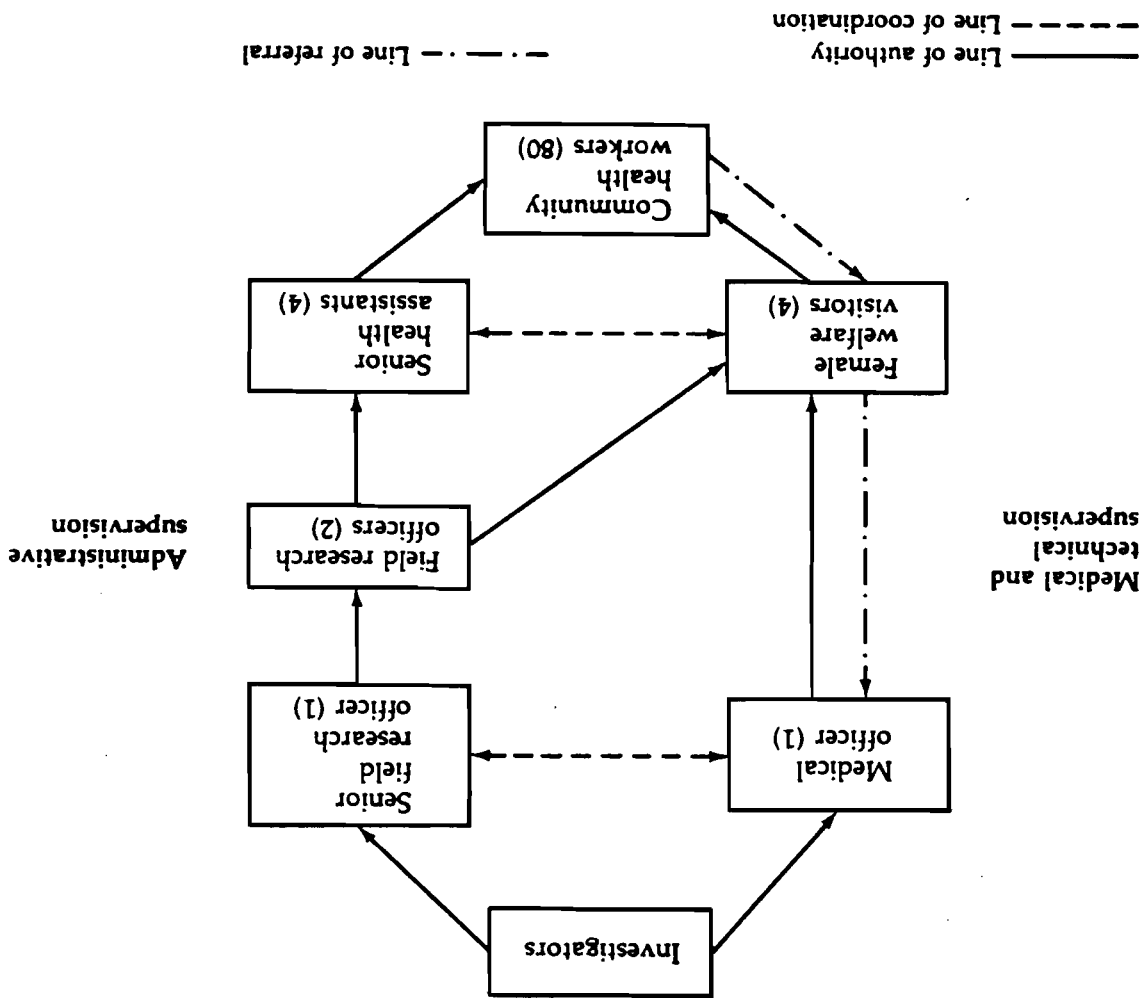 Investigators
Medical
officer (1)
Senior
field
research
officer (1)
Medical and
technical
supervision
Field research
officers (2)
Administrative
supervision
Female
welfare
visitors (4)
Senior
health
assistants (4)
Community
health
workers (80)
Line of authority
Line of coordination
Line of referral